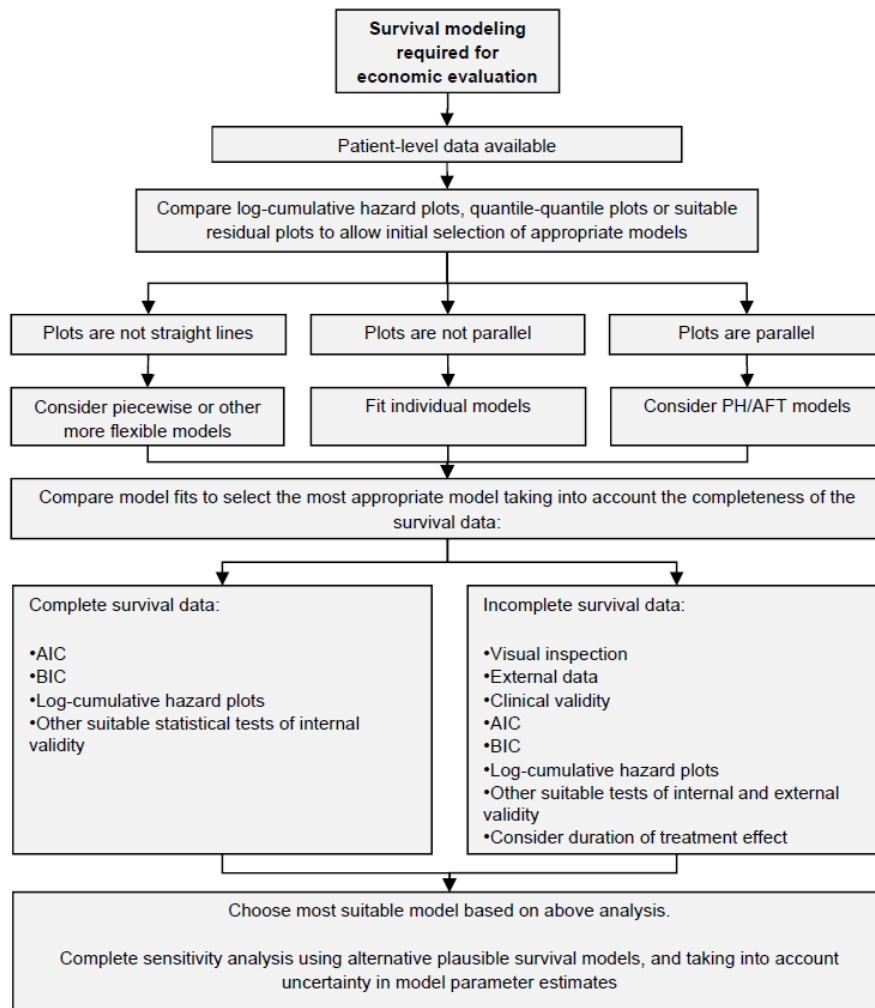 Survival modeling
required for
economic evaluation
Patient-level data available
Compare log-cumulative hazard plots, quantile-quantile plots or suitable
residual plots to allow initial selection of appropriate models
Plots are not straight lines
Plots are not parallel
Plots are parallel
Consider piecewise or other
more flexible models
Fit individual models
Consider PH/AFT models
Compare model fits to select the most appropriate model taking into account the completeness of the
survival data:
Complete survival data:
•AIC
•BIC
•Log-cumulative hazard plots
•Other suitable statistical tests of internal
validity
Incomplete survival data:
•Visual inspection
•External data
•Clinical validity
•AIC
•BIC
•Log-cumulative hazard plots
•Other suitable tests of internal and external
validity
•Consider duration of treatment effect
Choose most suitable model based on above analysis.
Complete sensitivity analysis using alternative plausible survival models, and taking into account
uncertainty in model parameter estimates